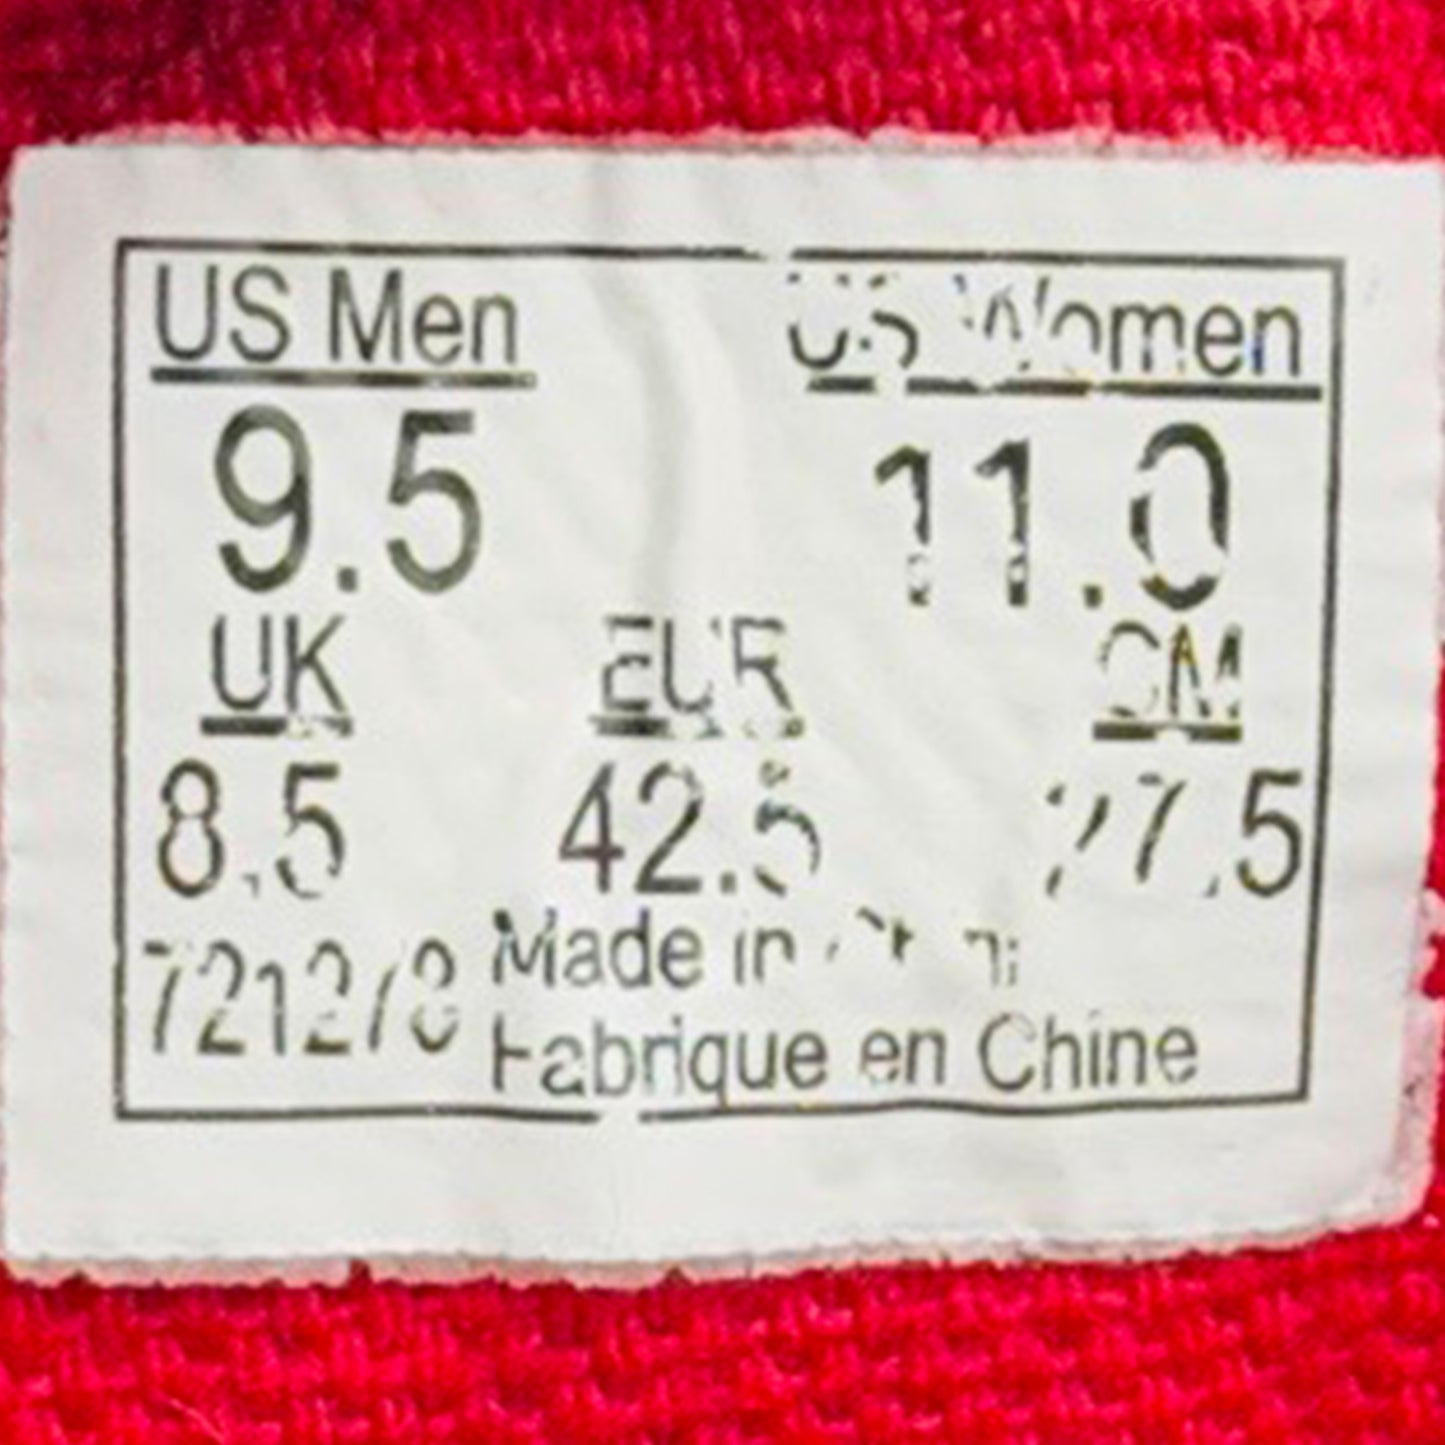 US Men US Women
9.5 11.0
UK EUR CM
8.5 42.5 27.5
Made in
Fabrique en Chine